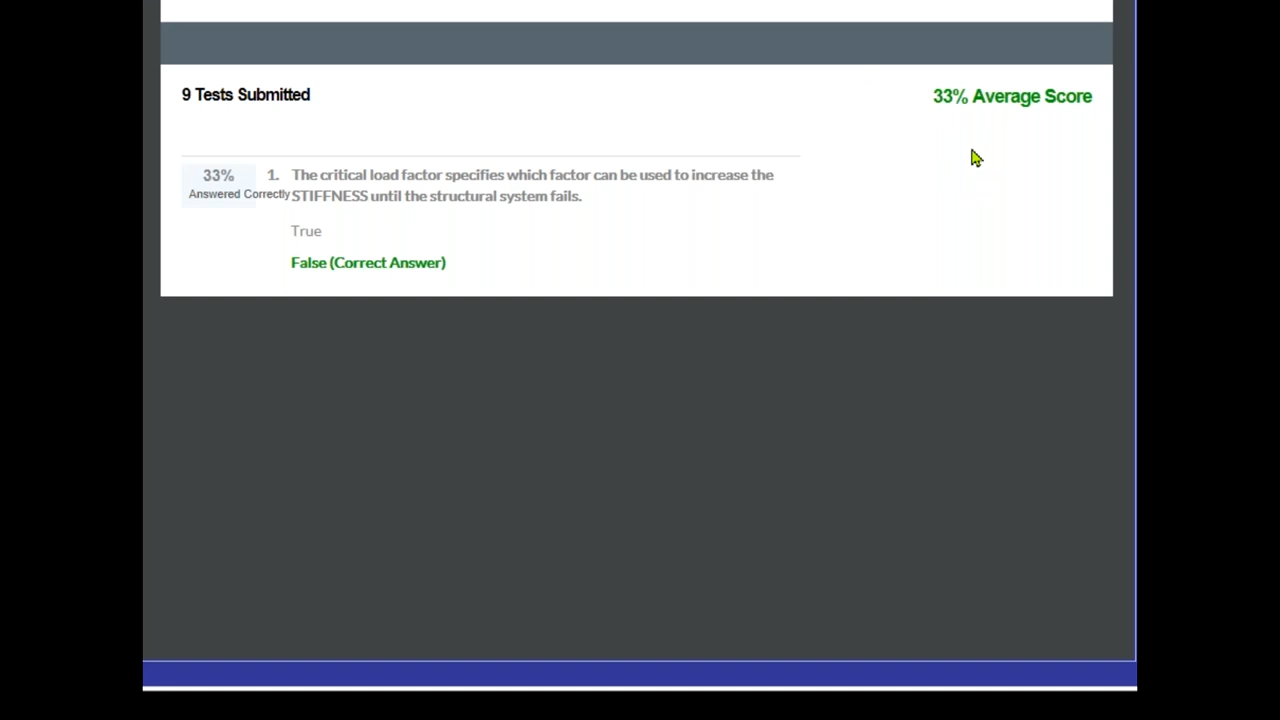 9 Tests Submitted
33% Average Score
33%
Answered Correctly
1. The critical load factor specifies which factor can be used to increase the
STIFFNESS until the structural system fails.
True
False (Correct Answer)